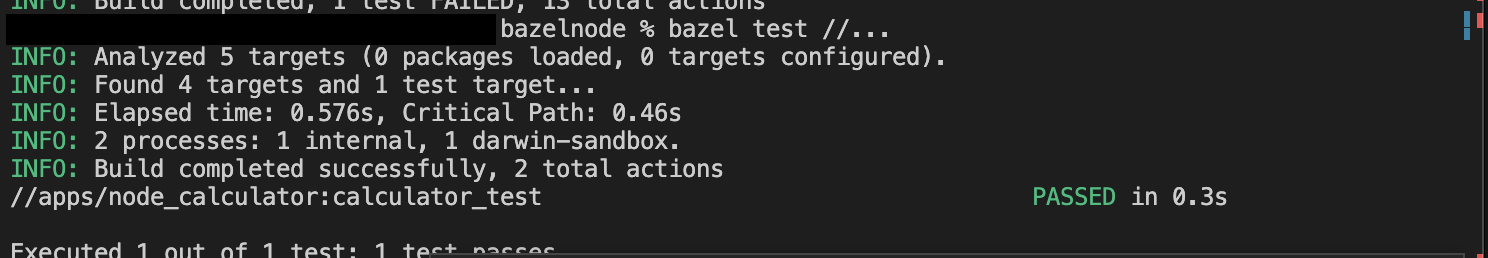 INFO: Build completed, 1 test FAILED, 13 total actions
bazelnode % bazel test //...
INFO: Analyzed 5 targets (0 packages loaded, 0 targets configured).
INFO: Found 4 targets and 1 test target...
INFO: Elapsed time: 0.576s, Critical Path: 0.46s
INFO: 2 processes: 1 internal, 1 darwin-sandbox.
INFO: Build completed successfully, 2 total actions
//apps/node_calculator:calculator_test PASSED in 0.3s
Executed 1 out of 1 test: 1 test passes